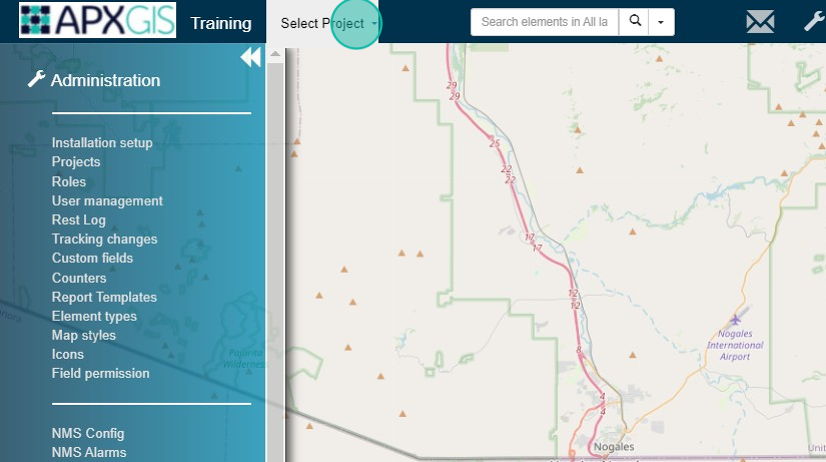 APXGIS Training Select Project Search elements in All la
Administration
Installation setup
Projects
Roles
User management
Rest Log
Tracking changes
Custom fields
Counters
Report Templates
Element types
Map styles
Icons
Field permission
NMS Config
NMS Alarms
29
29
25
22
22
17
17
12
12
8
4
4
Nogales
International
Airport
Nogales
Pajarita
Wilderness